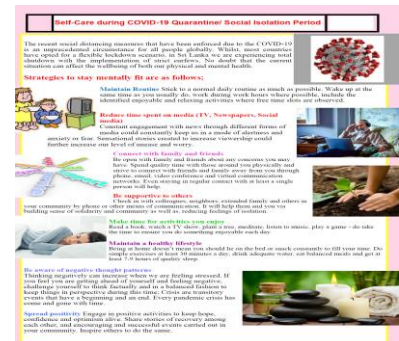 Self-Care during COVID-19 Quarantine/ Social Isolation Period
The recent social distancing measures that have been enforced due to the COVID-19
is an unprecedented circumstance for all people globally. Whilst, most countries
have opted for a flexible lockdown scenario, in Sri Lanka we are experiencing total
shutdown with the implementation of strict curfews. No doubt that the current
situation can affect the wellbeing of both our physical and mental health.
Strategies to stay mentally fit are as follows;
Maintain Routine Stick to a normal daily routine as much as possible. Wake up at the
same time as you usually do, work during work hours where possible, include the
identified enjoyable and relaxing activities where free time slots are observed.
Reduce time spent on media (TV, Newspapers, Social
media)
Constant engagement with news through different forms of
media could constantly keep us in a mode of alertness and
anxiety or fear. Sensational stories created to increase viewership could
further increase our level of unease and worry.
Connect with family and friends
Be open with family and friends about any concerns you may
have. Spend quality time with those around you physically and
strive to connect with friends and family away from you through
phone, email, video conference and virtual communication
networks. Even staying in regular contact with at least a single
person will help.
Be supportive to others
Check in with colleagues, neighbours, extended family and others in
your community by phone or other means of communication. It will help them and you via
building sense of solidarity and community as well as, reducing feelings of isolation.
Make time for activities you enjoy
Read a book, watch a TV show, plant a tree, meditate, listen to music, play a game - do take
the time to ensure you do something enjoyable each day
Maintain a healthy lifestyle
Being at home doesn't mean you should lie on the bed or snack constantly to fill your time. Do
simple exercises at least 30 minutes a day, drink adequate water, eat balanced meals and get at
least 7-9 hours of quality sleep.
Be aware of negative thought patterns
Thinking negatively can increase when we are feeling stressed. If
you feel you are getting ahead of yourself and feeling negative,
challenge yourself to think factually and in a balanced fashion to
keep things in perspective during this time. Crises are transitory
events that have a beginning and an end. Every pandemic crisis has
come and gone with time.
Spread positivity Engage in positive activities to keep hope,
confidence and optimism alive. Share stories of recovery among
each other, and encouraging and successful events carried out in
your community. Inspire others to do the same.